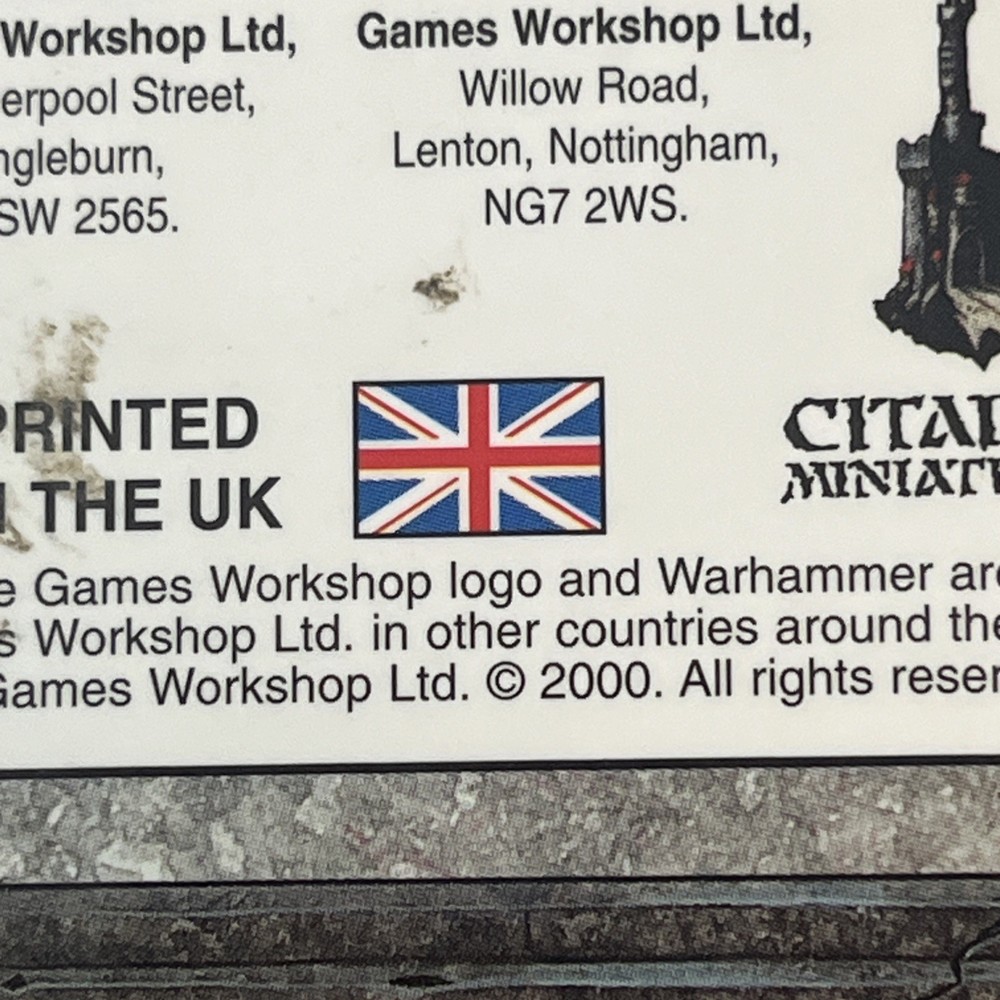 Workshop Ltd,
erpool Street,
ngleburn,
SW 2565.
Games Workshop Ltd,
Willow Road,
Lenton, Nottingham,
NG7 2WS.
PRINTED
THE UK
CITAD
MINIATU
e Games Workshop logo and Warhammer are
s Workshop Ltd. in other countries around the
Games Workshop Ltd. © 2000. All rights reser